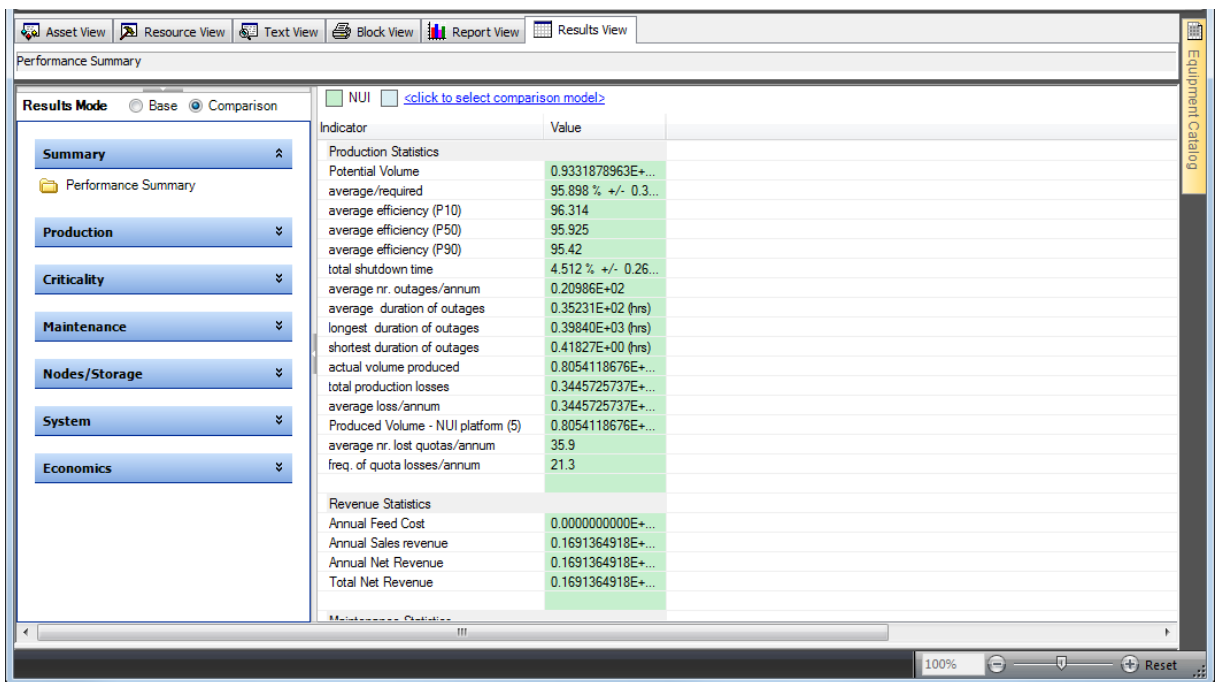 Asset View Resource View Text View Block View Report View Results View
Performance Summary
Equipment Catalog
Results Mode Base Comparison
Summary
Performance Summary
Production
Criticality
Maintenance
Nodes/Storage
System
Economics
NUI <click to select comparison model>
Indicator Value
Production Statistics
Potential Volume 0.9331878963E+...
average/required 95.898 % +/- 0.3...
average efficiency (P10) 96.314
average efficiency (P50) 95.925
average efficiency (P90) 95.42
total shutdown time 4.512 % +/- 0.26...
average nr. outages/annum 0.20986E+02
average duration of outages 0.35231E+02 (hrs)
longest duration of outages 0.39840E+03 (hrs)
shortest duration of outages 0.41827E+00 (hrs)
actual volume produced 0.8054118676E+...
total production losses 0.3445725737E+...
average loss/annum 0.3445725737E+...
Produced Volume - NUI platform (5) 0.8054118676E+...
average nr. lost quotas/annum 35.9
freq. of quota losses/annum 21.3
Revenue Statistics
Annual Feed Cost 0.0000000000E+...
Annual Sales revenue 0.1691364918E+...
Annual Net Revenue 0.1691364918E+...
Total Net Revenue 0.1691364918E+...
Maintenance Statistics
100% Reset